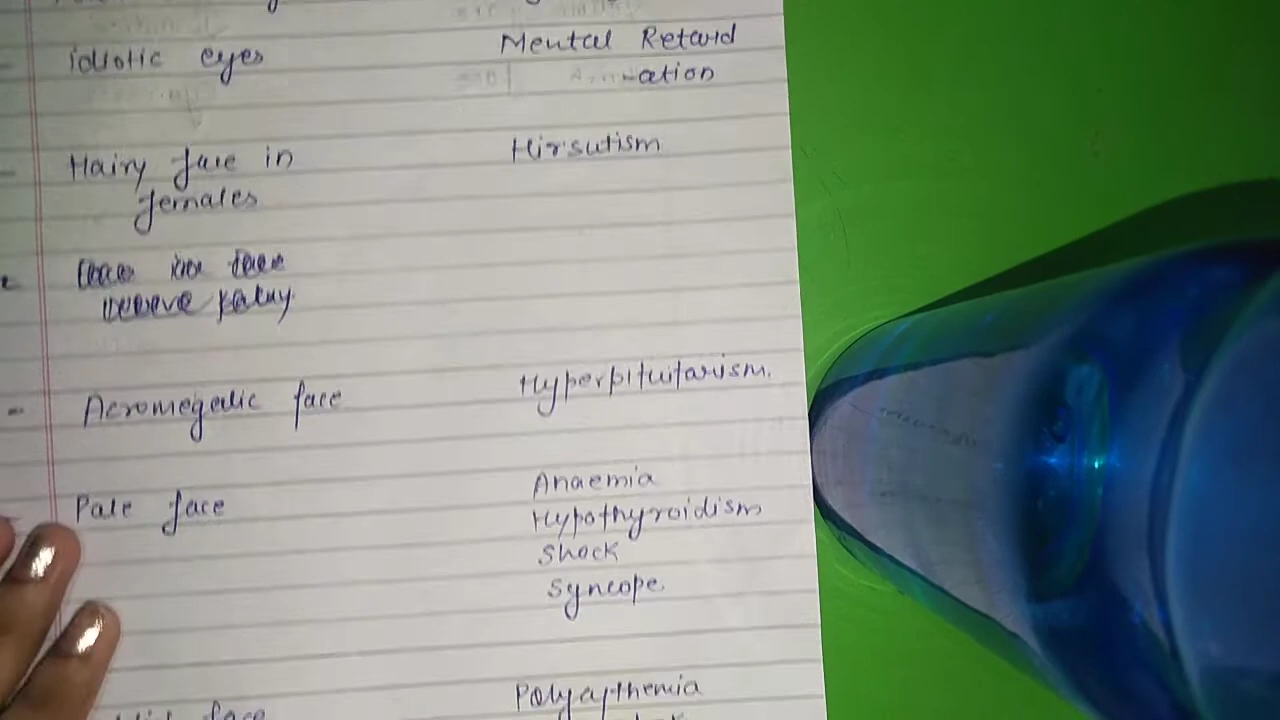 idiotic eyes
Mental Retard
ation
Hairy face in
females
Hirsutism
Acromegalic face
Hyperpituitarism.
Pale face
Anaemia
Hypothyroidism
Shock
Syncope
face